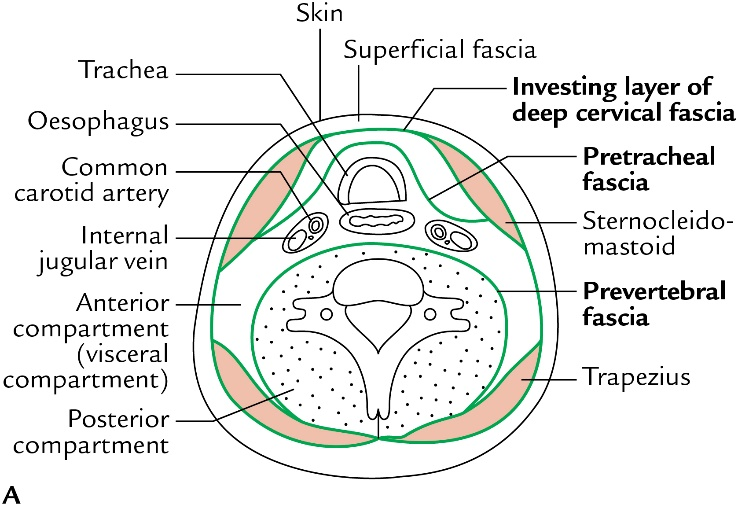 Skin
Superficial fascia
Trachea
Investing layer of
deep cervical fascia
Oesophagus
Common
carotid artery
Pretracheal
fascia
Sternocleido-
mastoid
Internal
jugular vein
Prevertebral
fascia
Anterior
compartment
(visceral
compartment)
Trapezius
Posterior
compartment
A